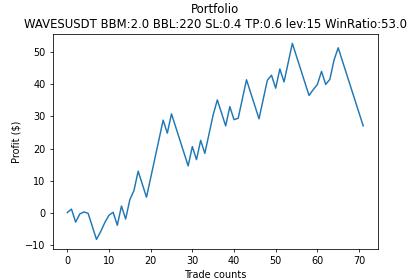 Portfolio
WAVESUSDT BBM:2.0 BBL:220 SL:0.4 TP:0.6 lev:15 WinRatio:53.0
50
40
30
20
10
0
−10
Profit ($)
0 10 20 30 40 50 60 70
Trade counts